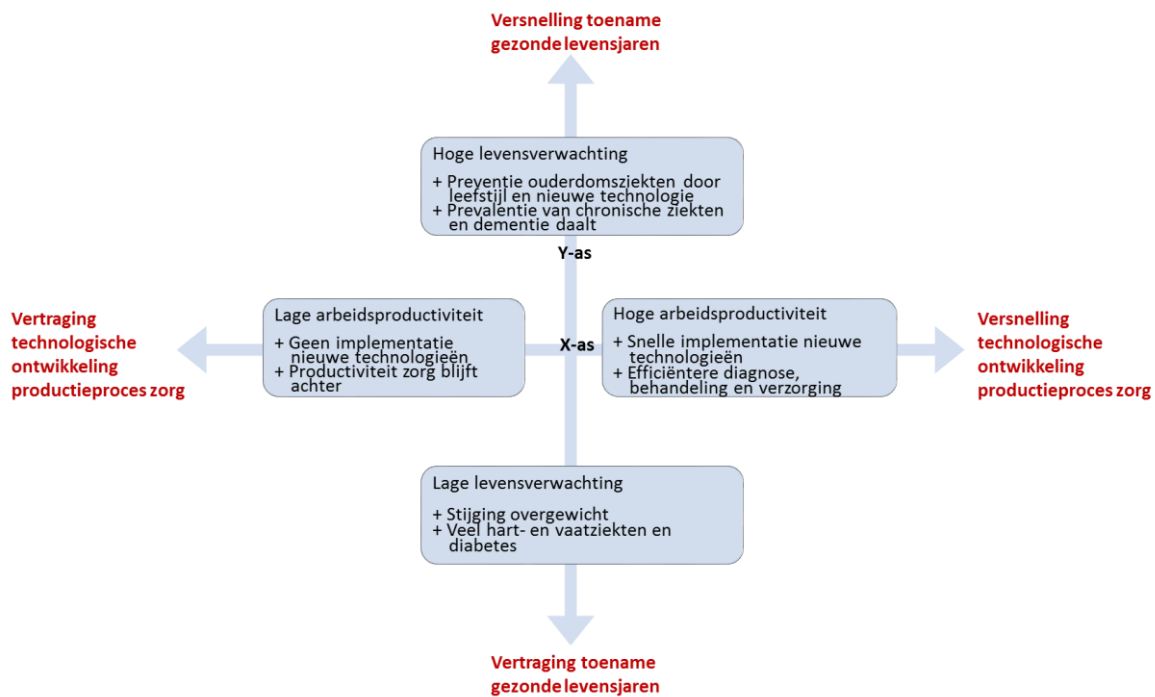 Versnelling toename
gezonde levensjaren
Hoge levensverwachting
+ Preventie ouderdomsziekten door
leefstijl en nieuwe technologie
+ Prevalentie van chronische ziekten
en dementie daalt
Y-as
Vertraging
technologische
ontwikkeling
productieproces zorg
Lage arbeidsproductiviteit
+ Geen implementatie
nieuwe technologieën
+ Productiviteit zorg blijft
achter
X-as
Hoge arbeidsproductiviteit
+ Snelle implementatie nieuwe
technologieën
+ Efficiëntere diagnose,
behandeling en verzorging
Versnelling
technologische
ontwikkeling
productieproces zorg
Lage levensverwachting
+ Stijging overgewicht
+ Veel hart- en vaatziekten en
diabetes
Vertraging toename
gezonde levensjaren